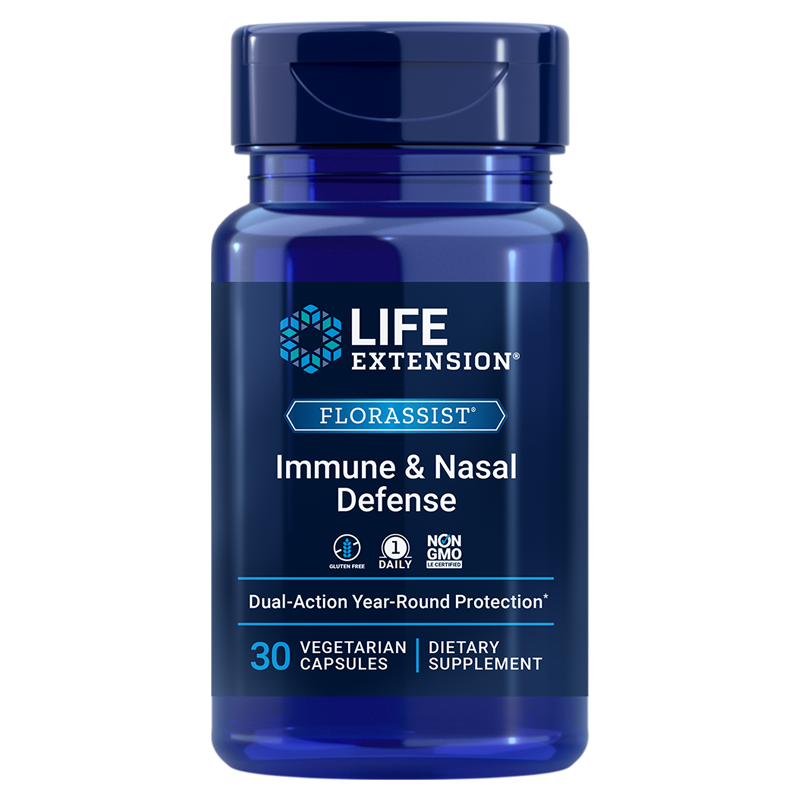 LIFE
EXTENSION®
FLORASSIST®
Immune & Nasal
Defense
GLUTEN FREE
1
DAILY
NON
GMO
LE CERTIFIED
Dual-Action Year-Round Protection*
30 VEGETARIAN CAPSULES | DIETARY SUPPLEMENT